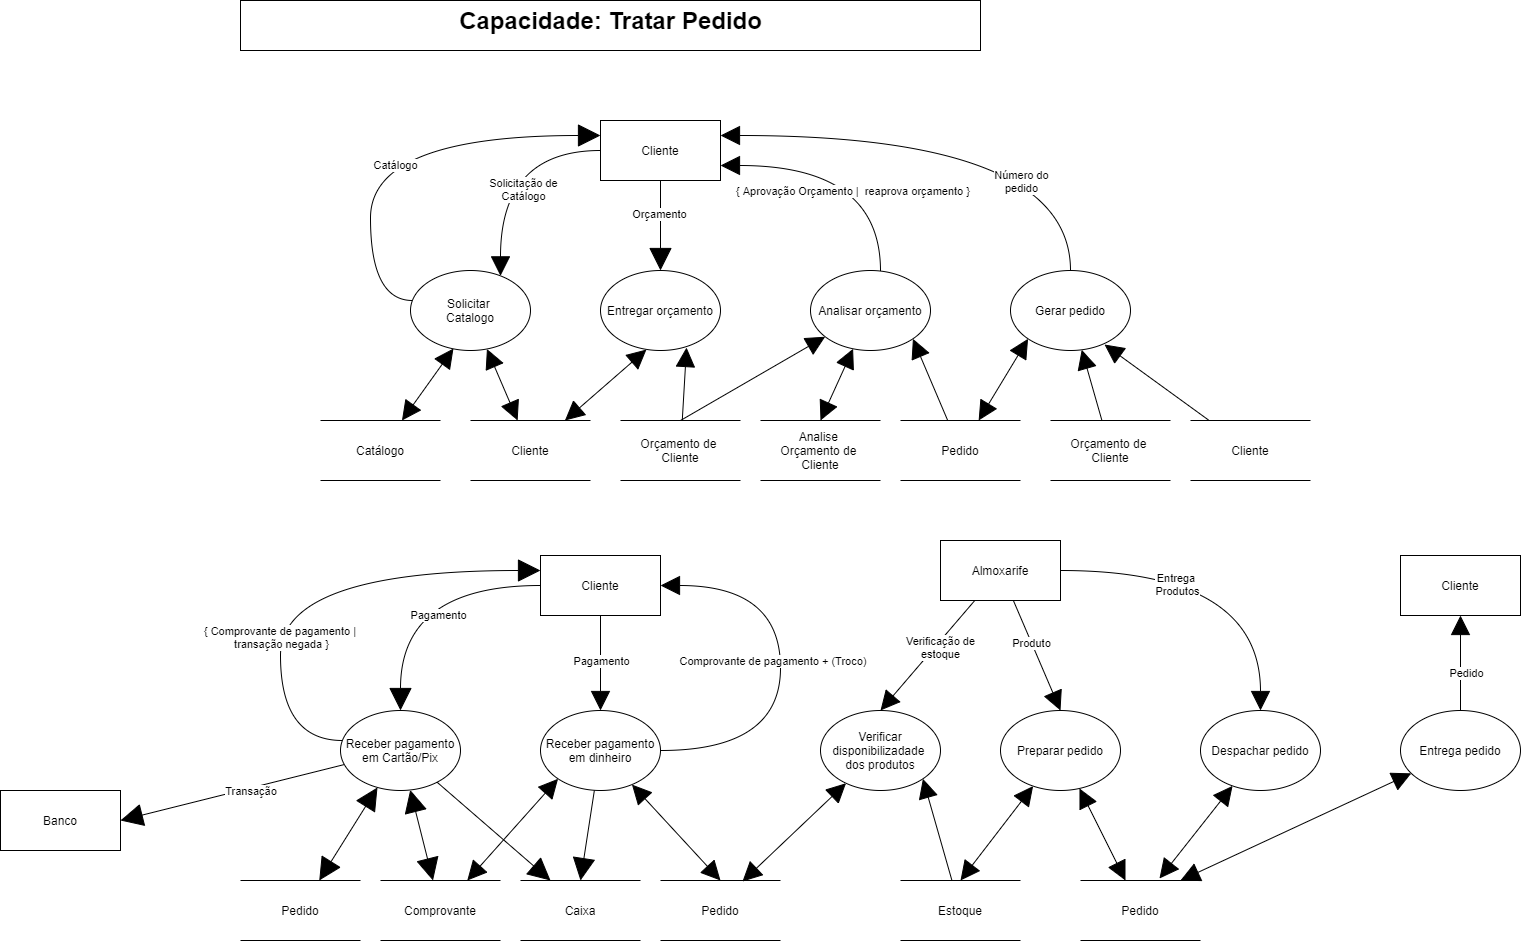 Capacidade: Tratar Pedido
Cliente
Catálogo
Solicitação de
Catálogo
Orçamento
{ Aprovação Orçamento |  reaprova orçamento }
Número do
pedido
Solicitar
Catalogo
Entregar orçamento
Analisar orçamento
Gerar pedido
Catálogo
Cliente
Orçamento de
Cliente
Analise
Orçamento de
Cliente
Pedido
Orçamento de
Cliente
Cliente
Cliente
Almoxarife
Cliente
{ Comprovante de pagamento |
transação negada }
Pagamento
Pagamento
Comprovante de pagamento + (Troco)
Verificação de
estoque
Produto
Entrega
Produtos
Pedido
Receber pagamento
em Cartão/Pix
Receber pagamento
em dinheiro
Verificar
disponibilizadade
dos produtos
Preparar pedido
Despachar pedido
Entrega pedido
Transação
Banco
Pedido
Comprovante
Caixa
Pedido
Estoque
Pedido